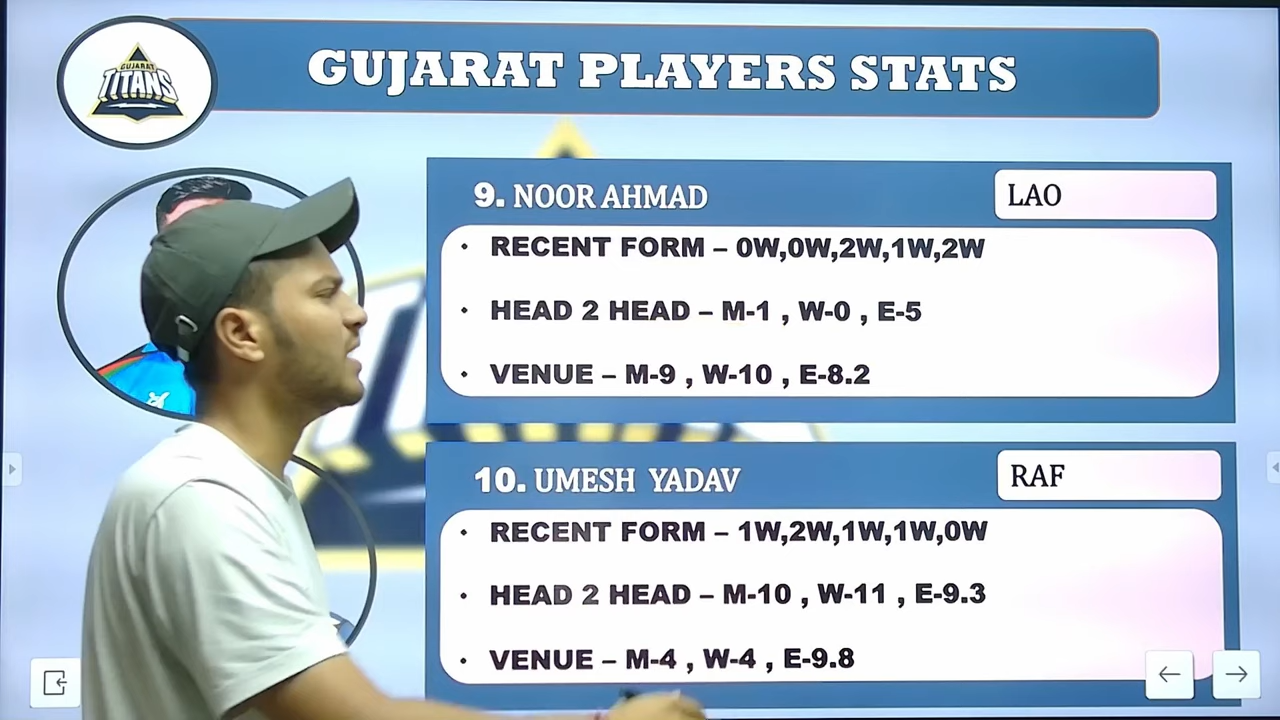 GUJARAT
TITANS
GUJARAT PLAYERS STATS
9. NOOR AHMAD
LAO
• RECENT FORM – 0W,0W,2W,1W,2W
• HEAD 2 HEAD – M-1 , W-0 , E-5
• VENUE – M-9 , W-10 , E-8.2
10. UMESH YADAV
RAF
• RECENT FORM – 1W,2W,1W,1W,0W
• HEAD 2 HEAD – M-10 , W-11 , E-9.3
• VENUE – M-4 , W-4 , E-9.8